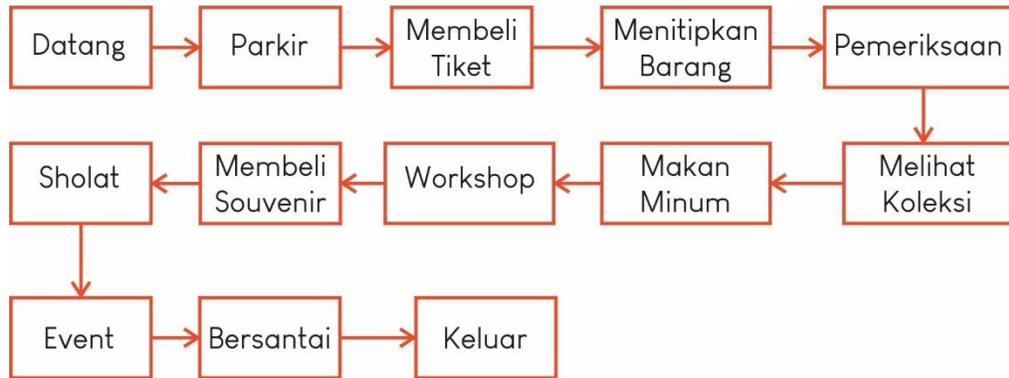 Datang
Parkir
Membeli
Tiket
Menitipkan
Barang
Pemeriksaan
Melihat
Koleksi
Makan
Minum
Workshop
Membeli
Souvenir
Sholat
Event
Bersantai
Keluar